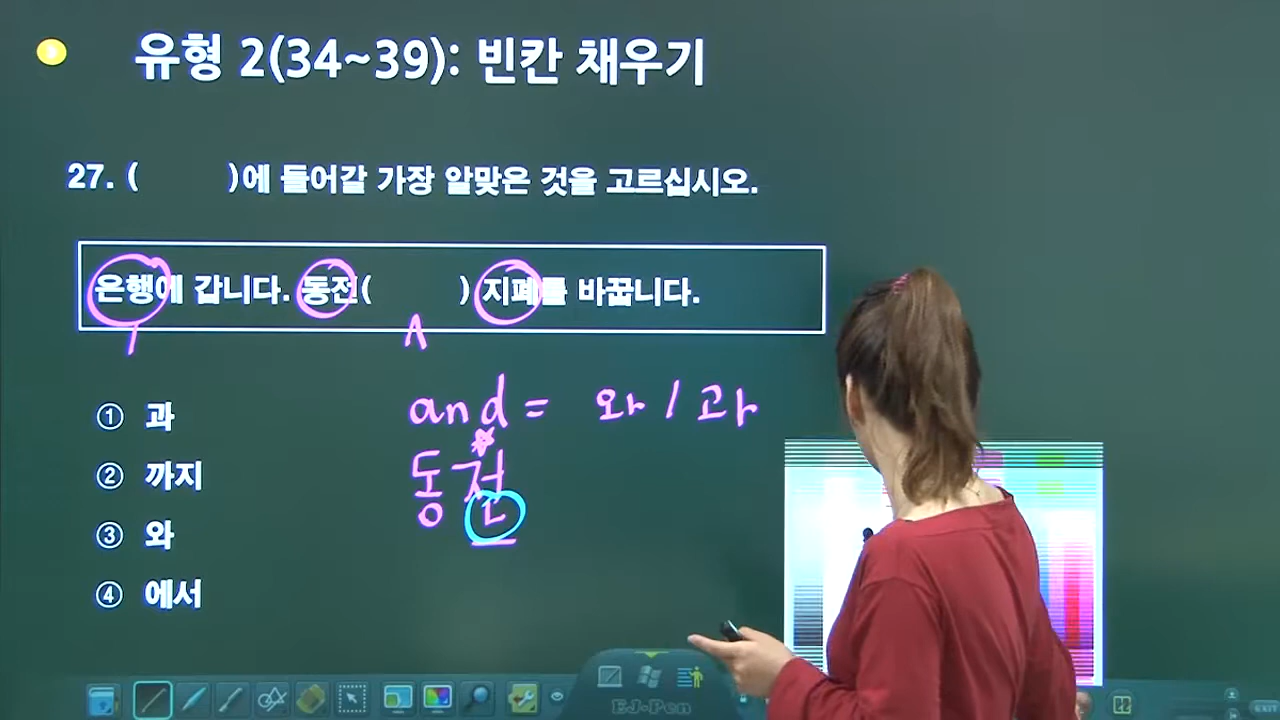 유형 2(34~39): 빈칸 채우기
27. (        )에 들어갈 가장 알맞은 것을 고르십시오.
은행에 갑니다. 동전(        ) 지폐를 바꿉니다.
① 과
and = 와 / 과
② 까지
동전
③ 와
④ 에서
EJ-Pen
EXIT